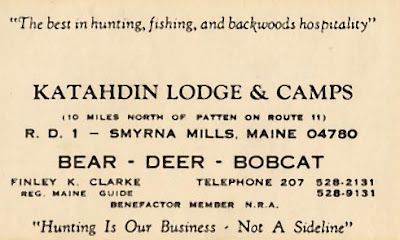 "The best in hunting, fishing, and backwoods hospitality"
KATAHDIN LODGE & CAMPS
(10 MILES NORTH OF PATTEN ON ROUTE 11)
R. D. 1 – SMYRNA MILLS, MAINE 04780
BEAR - DEER - BOBCAT
FINLEY K. CLARKE TELEPHONE 207 528-2131
REG. MAINE GUIDE 528-9131
BENEFACTOR MEMBER N.R.A.
"Hunting Is Our Business - Not A Sideline"